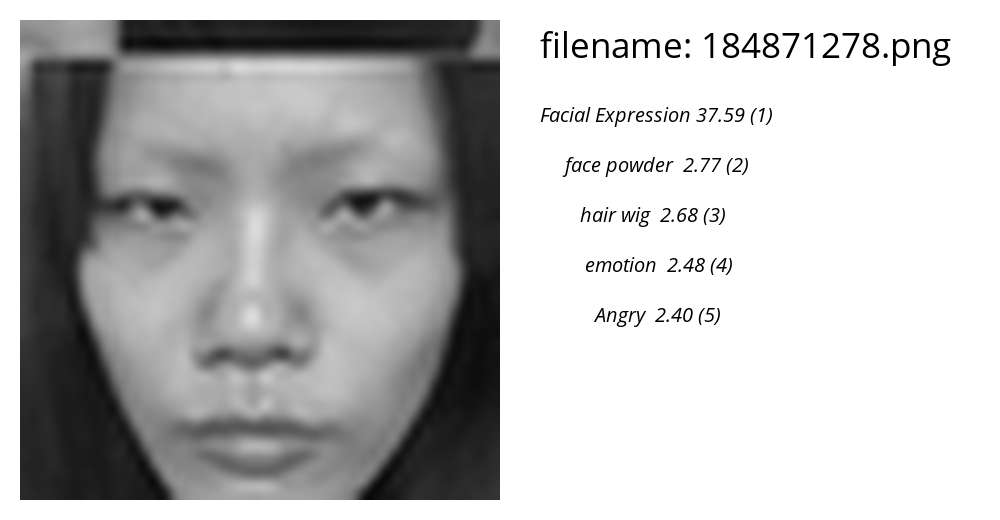 filename: 184871278.png
Facial Expression 37.59 (1)
face powder 2.77 (2)
hair wig 2.68 (3)
emotion 2.48 (4)
Angry 2.40 (5)